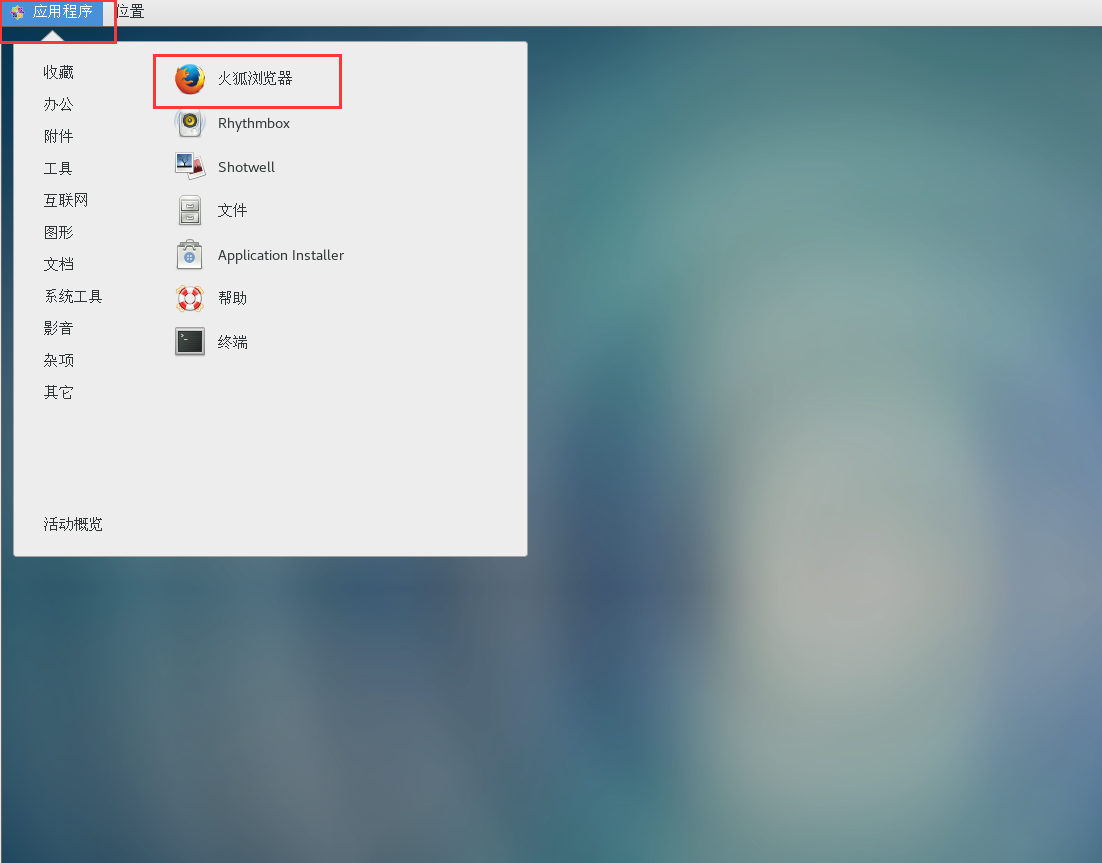 应用程序 位置
收藏
办公
附件
工具
互联网
图形
文档
系统工具
影音
杂项
其它
活动概览
火狐浏览器
Rhythmbox
Shotwell
文件
Application Installer
帮助
终端